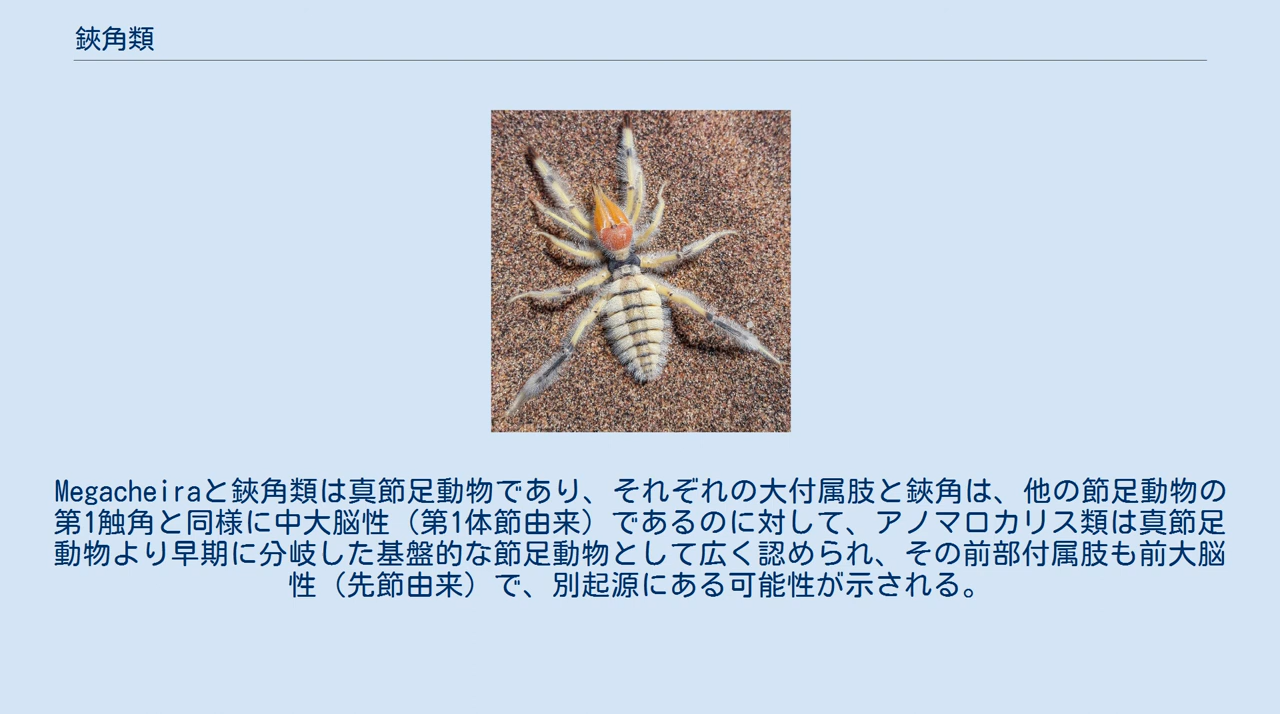 鋏角類
Megacheiraと鋏角類は真節足動物であり、それぞれの大付属肢と鋏角は、他の節足動物の
第1触角と同様に中大脳性（第1体節由来）であるのに対して、アノマロカリス類は真節足
動物より早期に分岐した基盤的な節足動物として広く認められ、その前部付属肢も前大脳
性（先節由来）で、別起源にある可能性が示される。